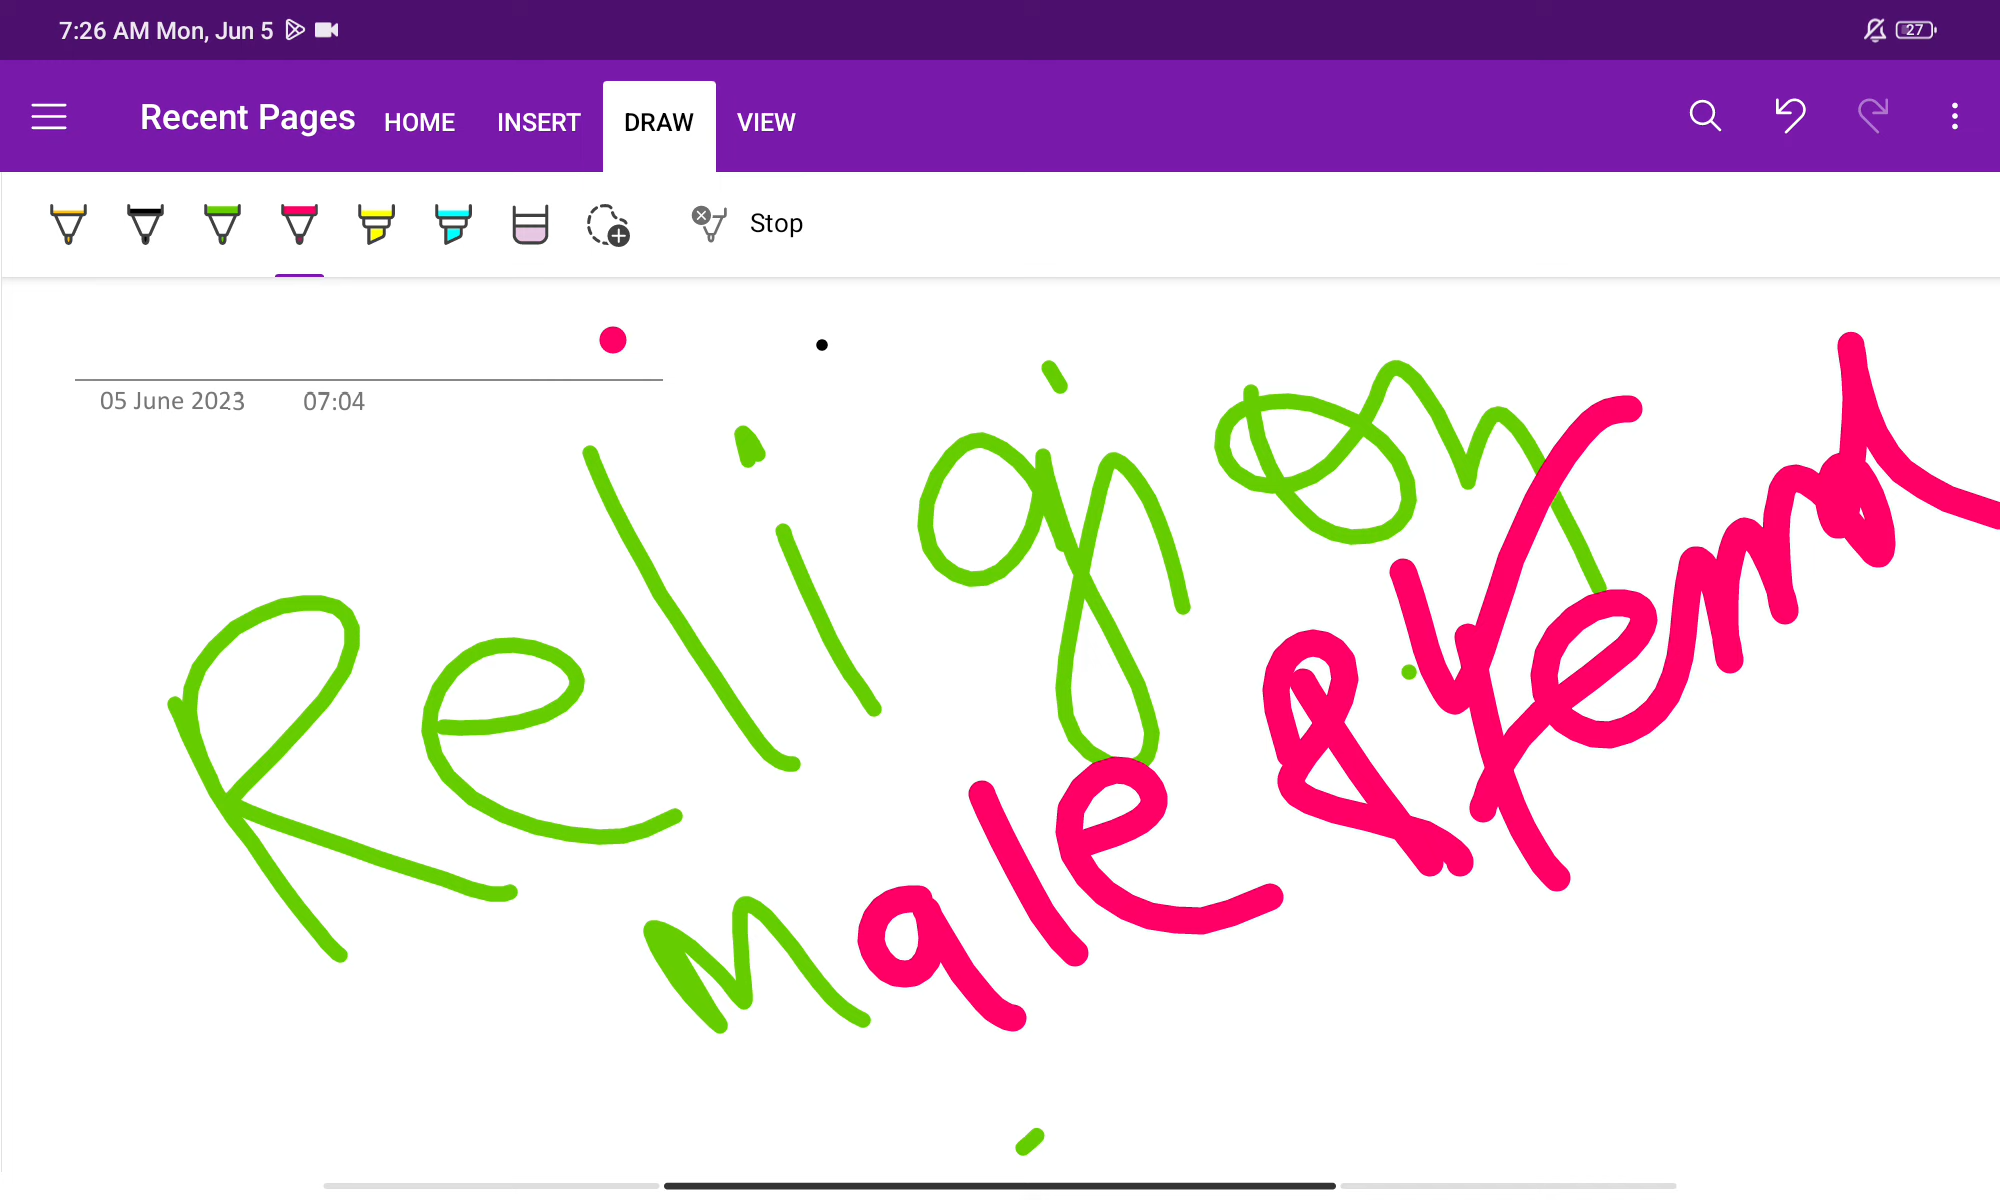 7:26 AM Mon, Jun 5 27
Recent Pages HOME INSERT DRAW VIEW
Stop
05 June 2023 07:04
Religion
male &